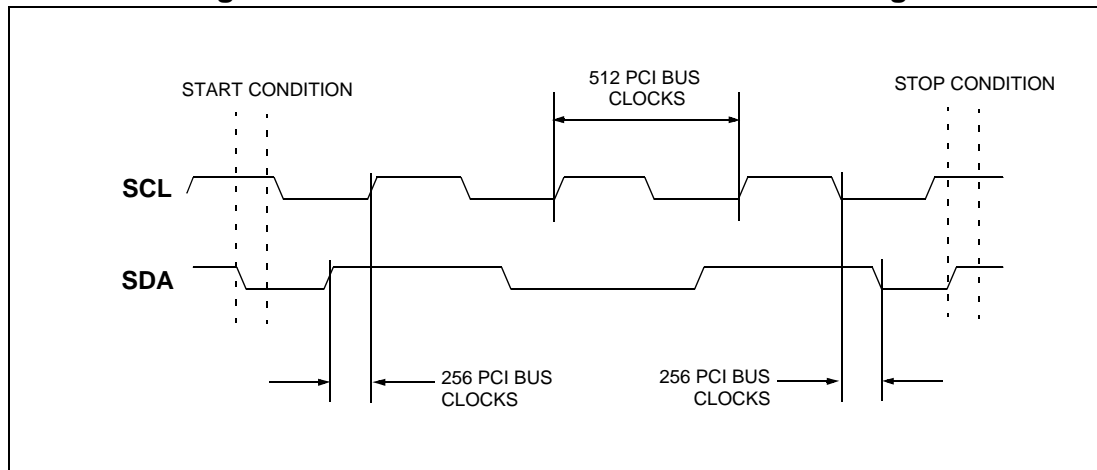 512 PCI BUS
CLOCKS
START CONDITION
STOP CONDITION
SCL
SDA
256 PCI BUS
CLOCKS
256 PCI BUS
CLOCKS